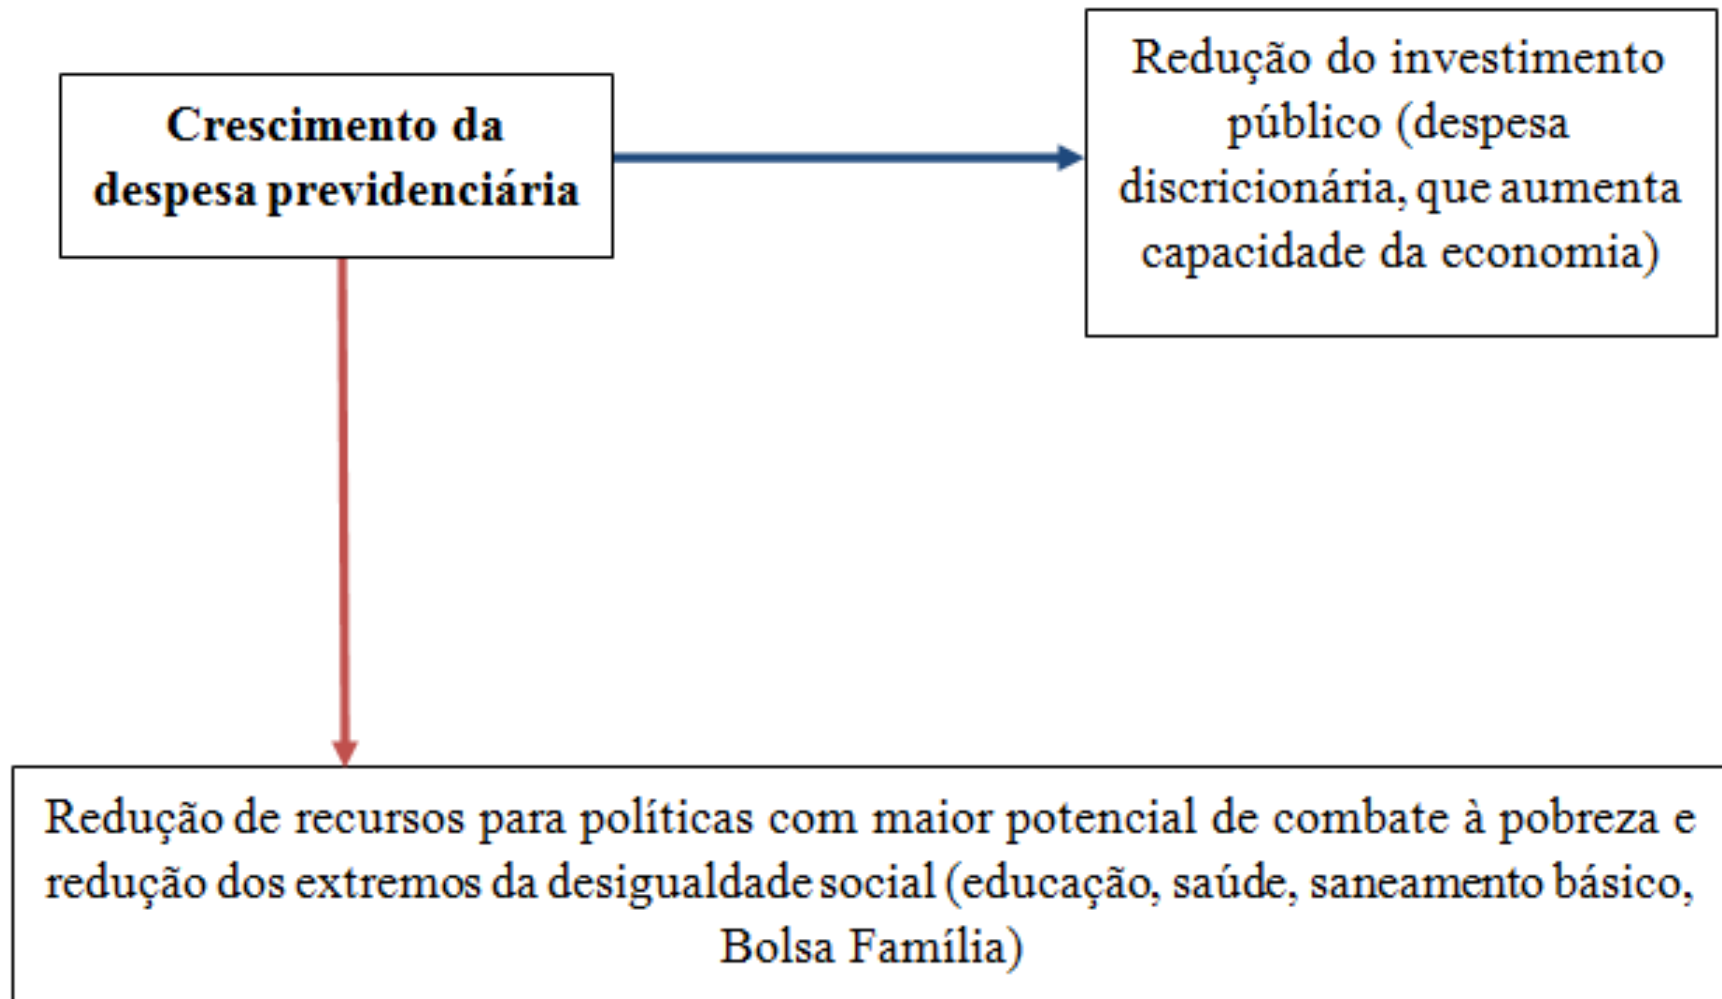 Crescimento da
despesa previdenciária
Redução do investimento
público (despesa
discricionária, que aumenta
capacidade da economia)
Redução de recursos para políticas com maior potencial de combate à pobreza e
redução dos extremos da desigualdade social (educação, saúde, saneamento básico,
Bolsa Família)